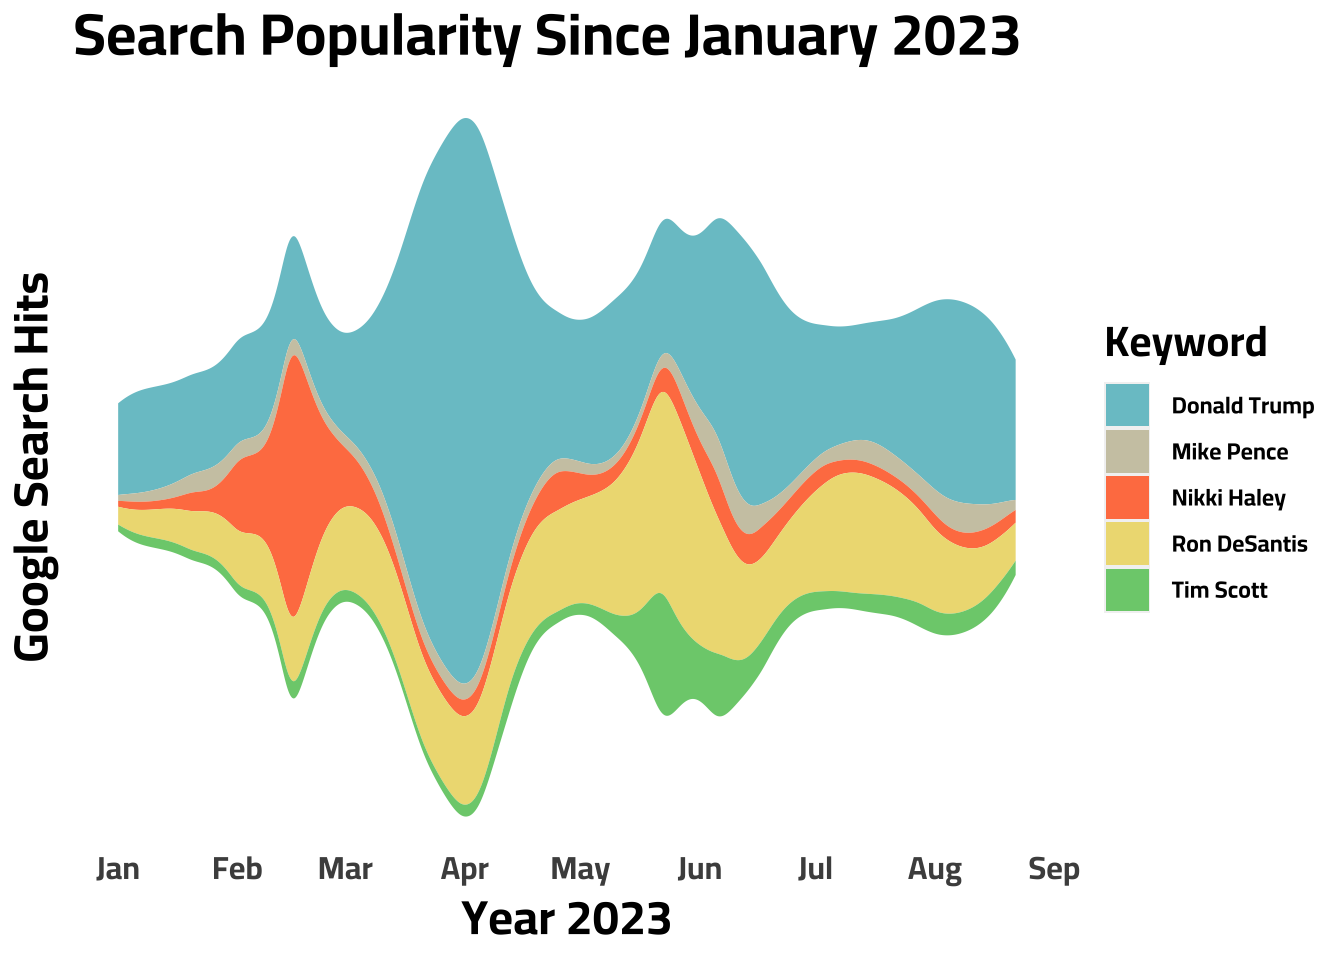 Search Popularity Since January 2023
Google Search Hits
Keyword
Donald Trump
Mike Pence
Nikki Haley
Ron DeSantis
Tim Scott
Jan Feb Mar Apr May Jun Jul Aug Sep
Year 2023